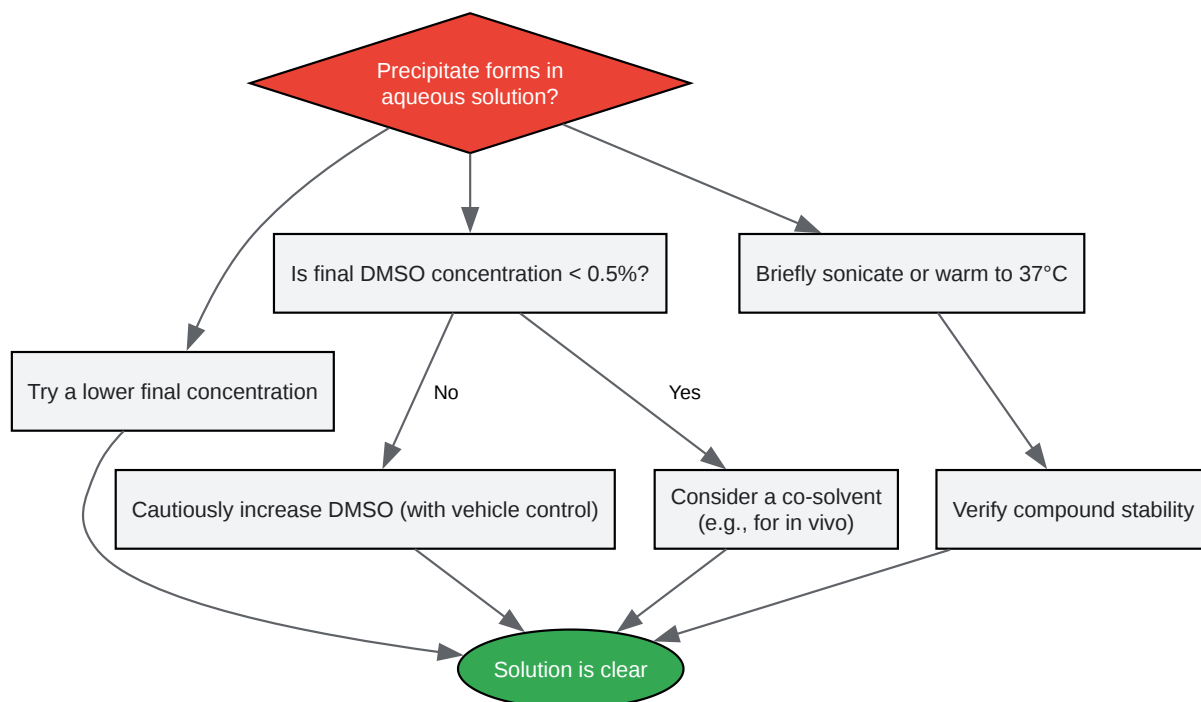 Precipitate forms in
aqueous solution?
Is final DMSO concentration < 0.5%?
Briefly sonicate or warm to 37°C
Try a lower final concentration
No
Yes
Cautiously increase DMSO (with vehicle control)
Consider a co-solvent
(e.g., for in vivo)
Verify compound stability
Solution is clear